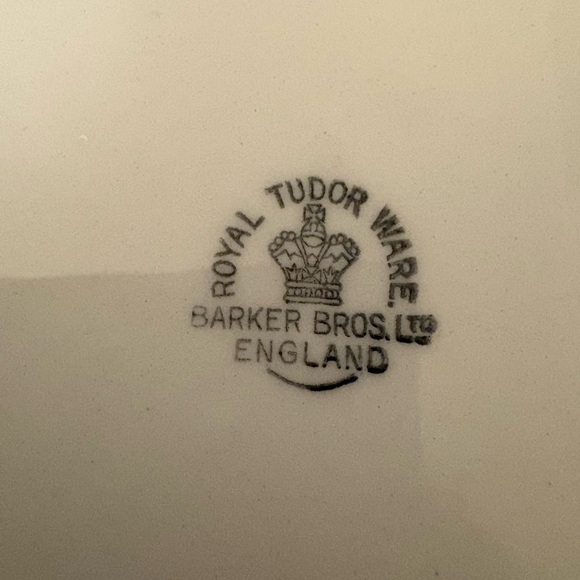 ROYAL TUDOR WARE.
BARKER BROS. LTD
ENGLAND